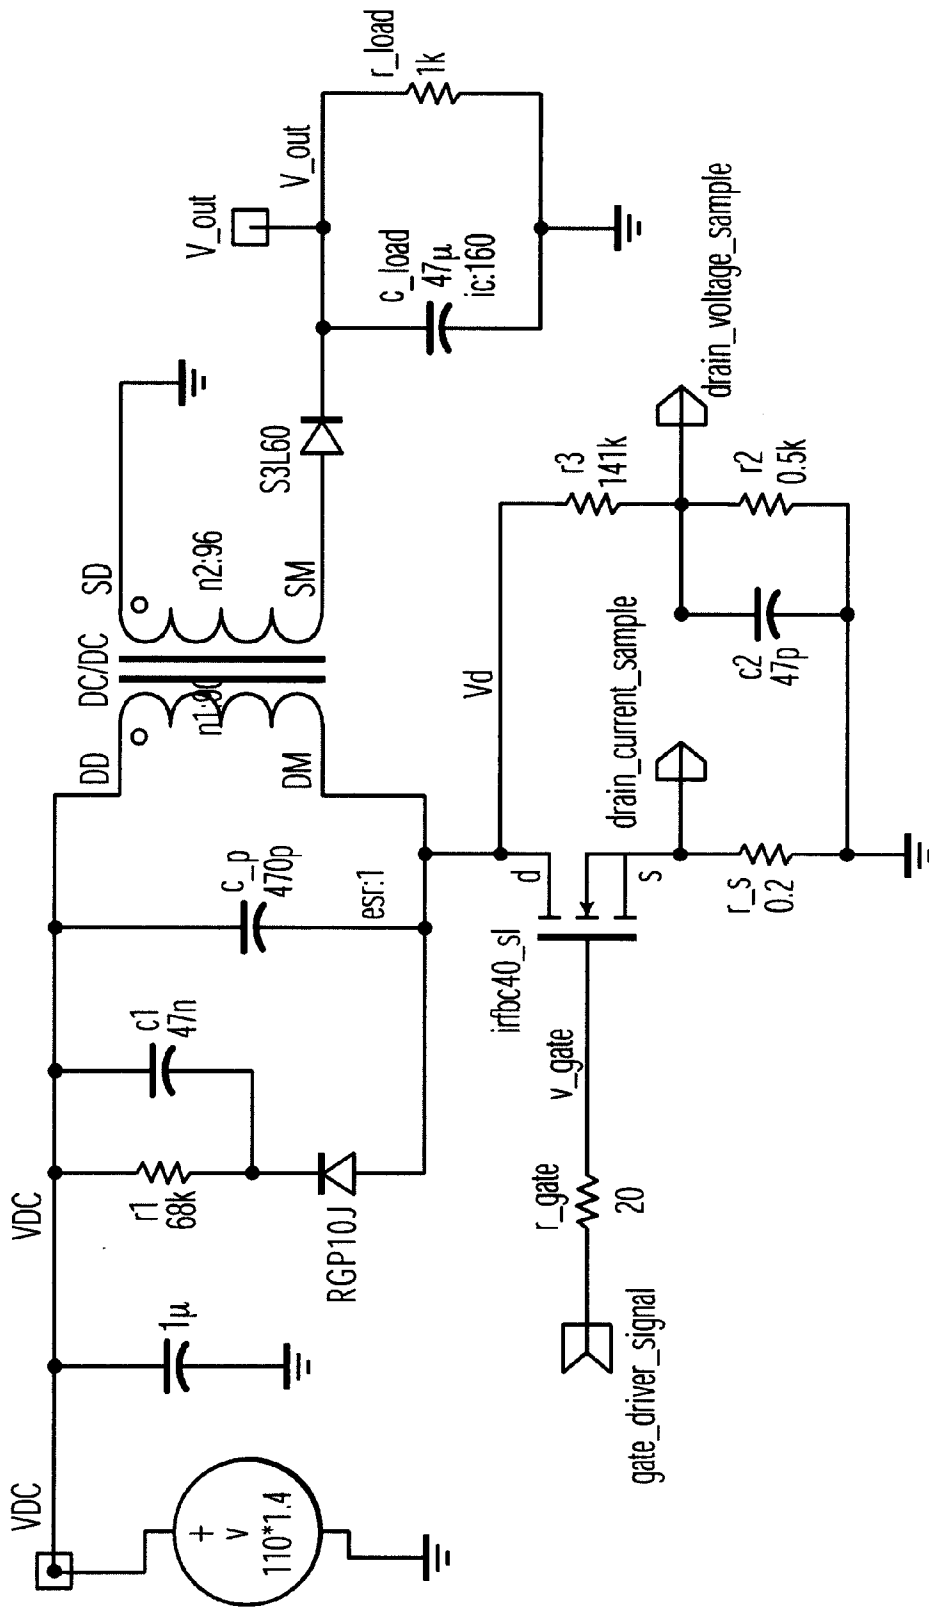 VDC
VDC
+
v
110*1.4
1µ
r1
68k
c1
47n
RGP10J
c_p
470p
esr:1
DD
DM
DC/DC
SD
SM
n2:96
S3L60
V_out
V_out
c_load
47µ
ic:160
r_load
1k
Vd
gate_driver_signal
r_gate
20
v_gate
irfbc40_sl
d
s
r_s
0.2
drain_current_sample
c2
47p
r3
141k
r2
0.5k
drain_voltage_sample